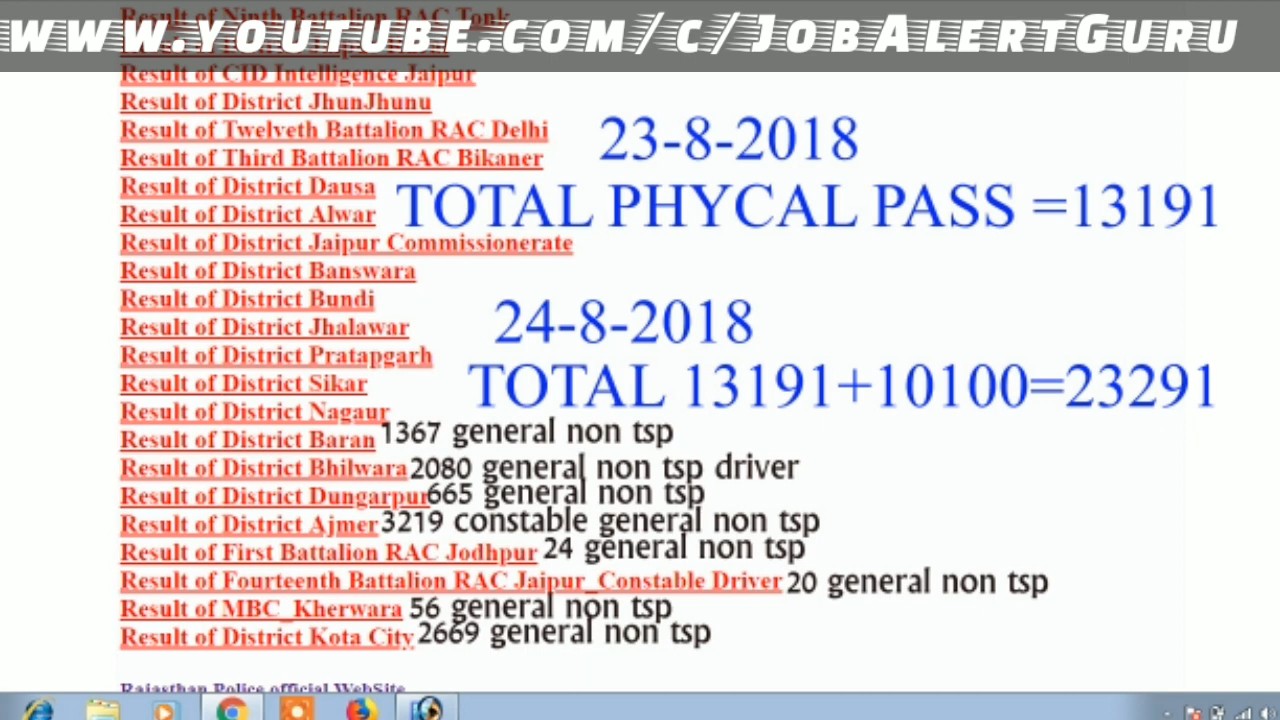 Result of Ninth Battalion RAC Tonk
www.youtube.com/c/JobAlertGuru
Result of CID Intelligence Jaipur
Result of District JhunJhunu
Result of Twelveth Battalion RAC Delhi
23-8-2018
Result of Third Battalion RAC Bikaner
Result of District Dausa
TOTAL PHYCAL PASS =13191
Result of District Alwar
Result of District Jaipur Commissionerate
Result of District Banswara
Result of District Bundi
24-8-2018
Result of District Jhalawar
Result of District Pratapgarh
Result of District Sikar
TOTAL 13191+10100=23291
Result of District Nagaur
Result of District Baran 1367 general non tsp
Result of District Bhilwara 2080 general non tsp driver
Result of District Dungarpur 665 general non tsp
Result of District Ajmer 3219 constable general non tsp
Result of First Battalion RAC Jodhpur 24 general non tsp
Result of Fourteenth Battalion RAC Jaipur_Constable Driver 20 general non tsp
Result of MBC_Kherwara 56 general non tsp
Result of District Kota City 2669 general non tsp
Rajasthan Police official WebSite